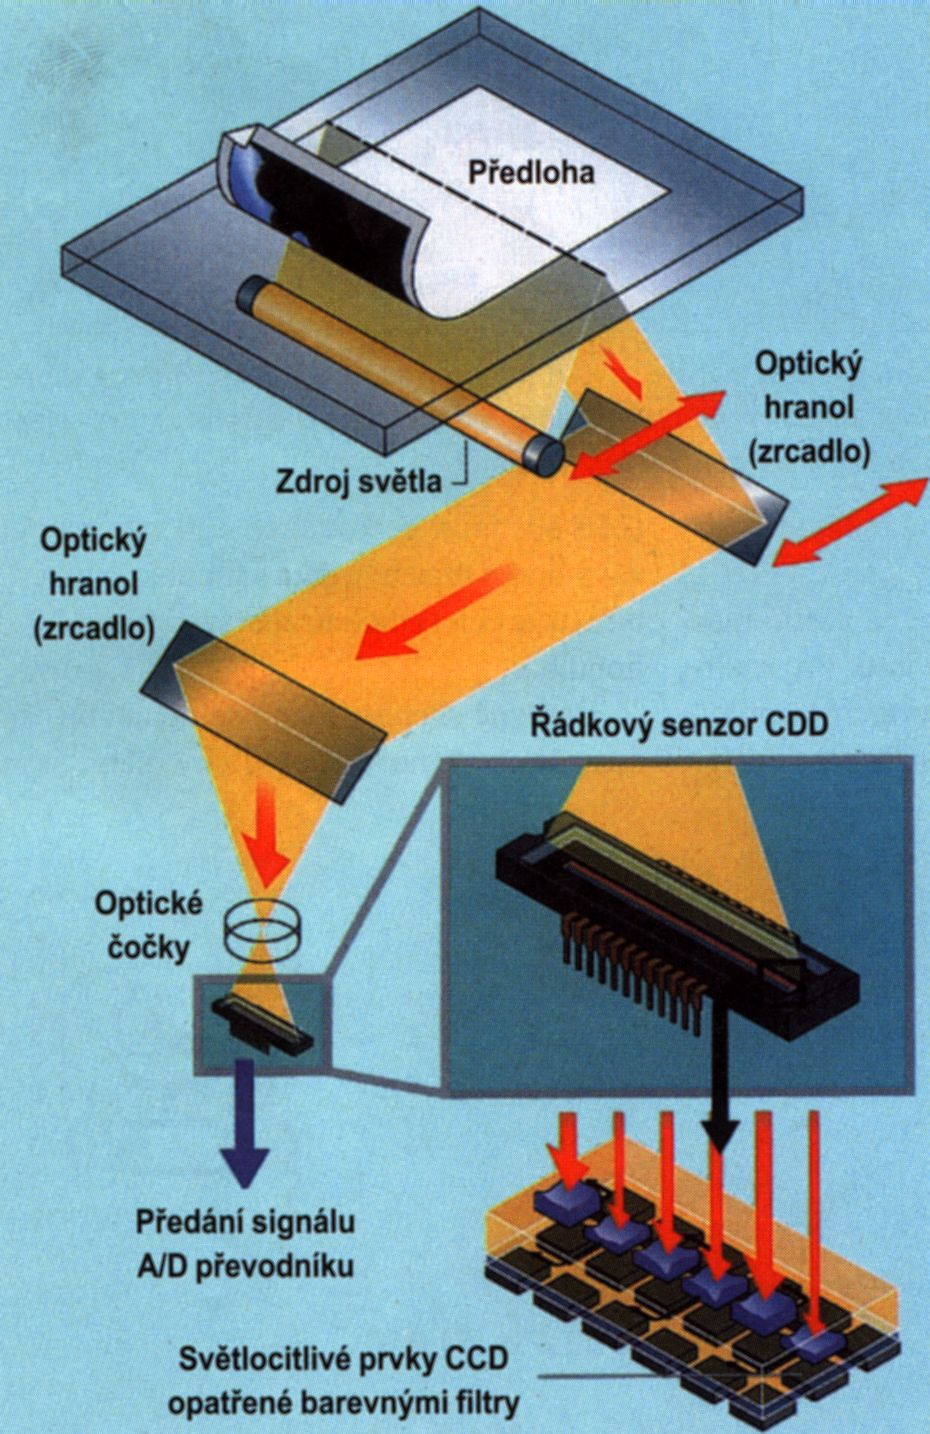 Předloha
Optický
hranol
(zrcadlo)
Zdroj světla
Optický
hranol
(zrcadlo)
Řádkový senzor CDD
Optické
čočky
Předání signálu
A/D převodníku
Světlocitlivé prvky CCD
opatřené barevnými filtry